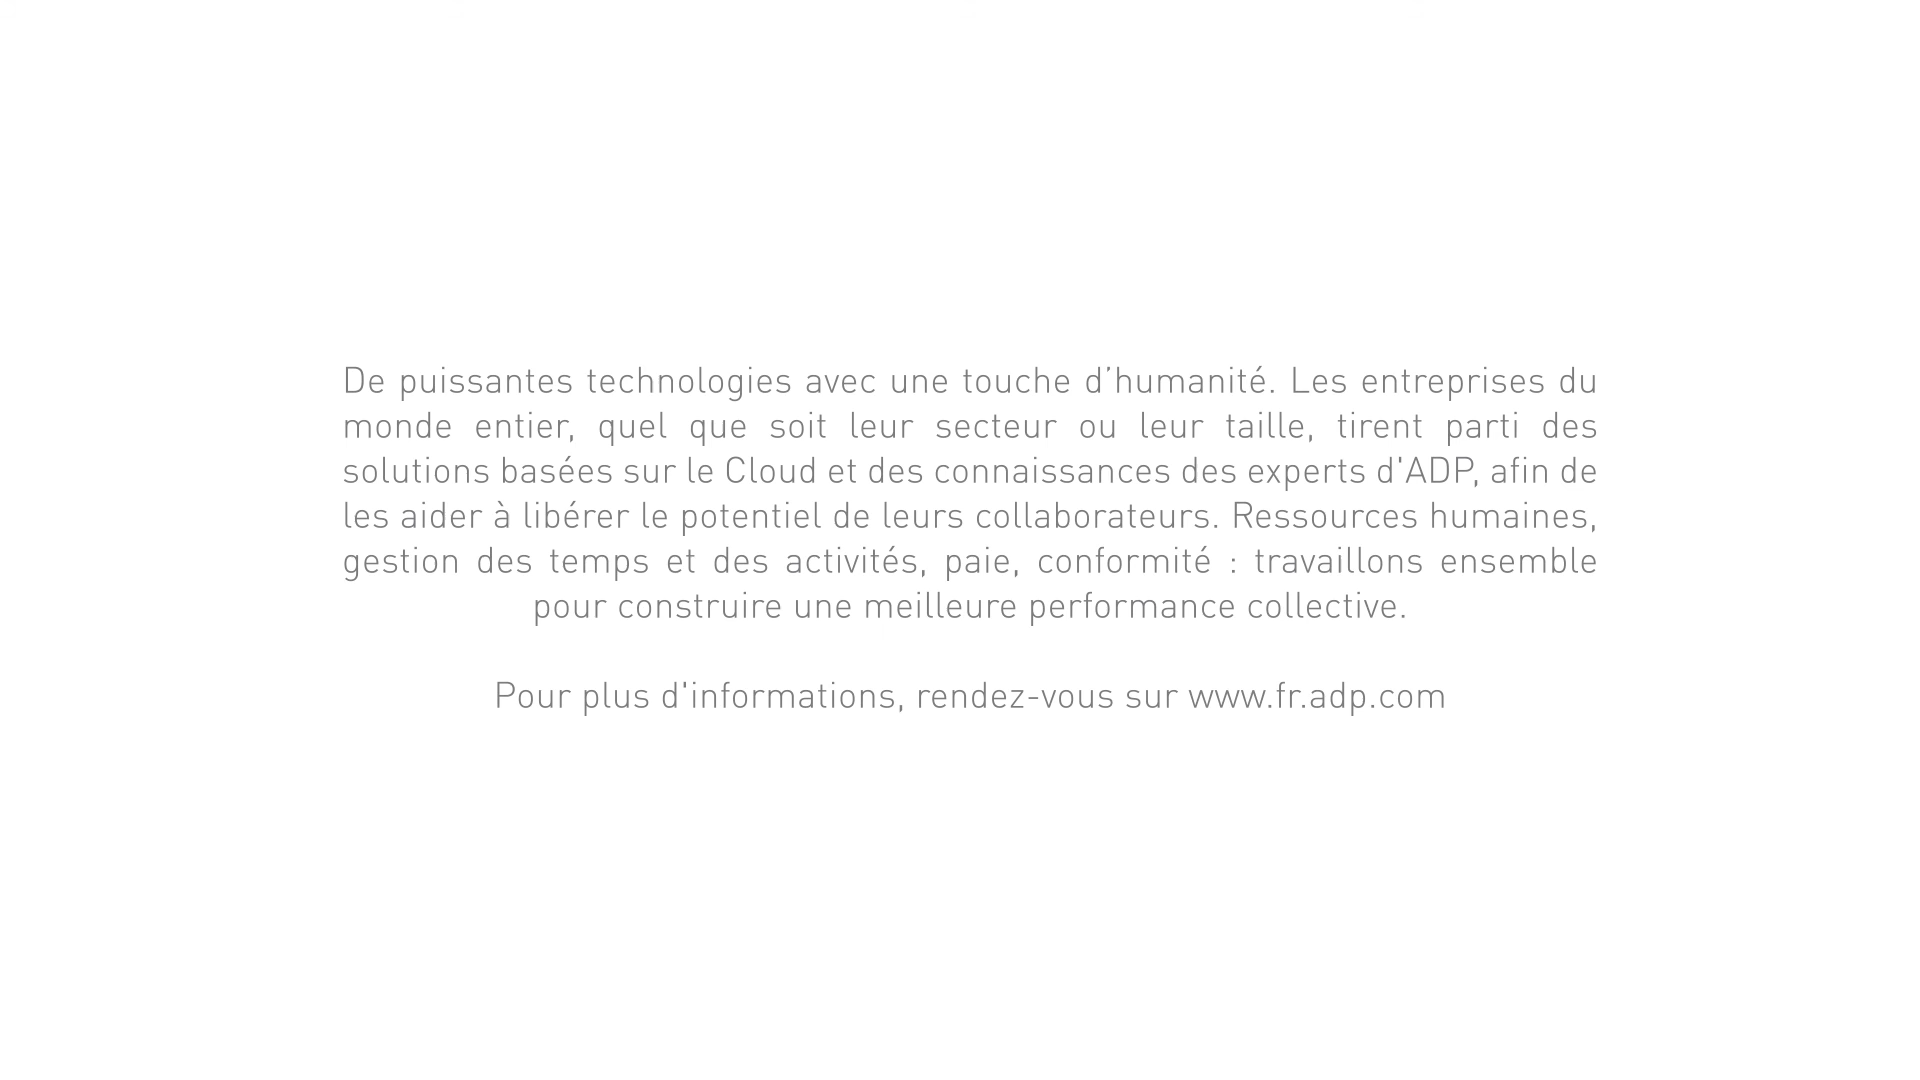 De puissantes technologies avec une touche d’humanité. Les entreprises du
monde entier, quel que soit leur secteur ou leur taille, tirent parti des
solutions basées sur le Cloud et des connaissances des experts d'ADP, afin de
les aider à libérer le potentiel de leurs collaborateurs. Ressources humaines,
gestion des temps et des activités, paie, conformité : travaillons ensemble
pour construire une meilleure performance collective.
Pour plus d'informations, rendez-vous sur www.fr.adp.com